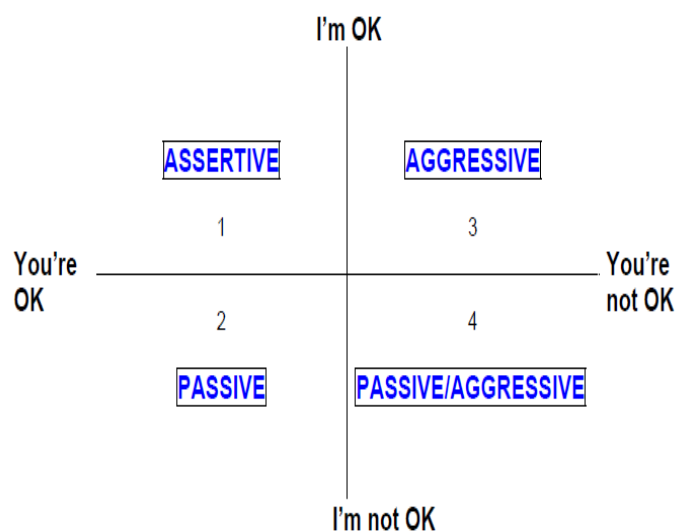 I'm OK
ASSERTIVE
AGGRESSIVE
1
3
You're
OK
You're
not OK
2
4
PASSIVE
PASSIVE/AGGRESSIVE
I'm not OK